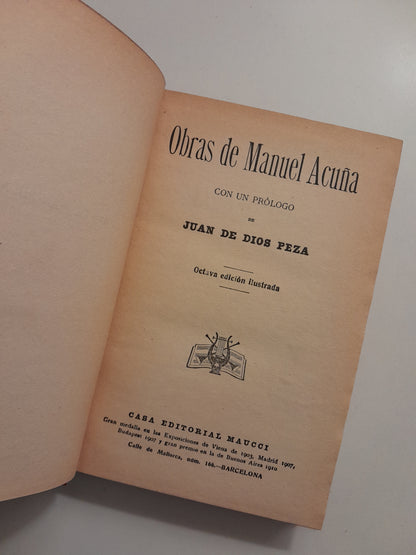 Obras de Manuel Acuña
CON UN PRÓLOGO
DE
JUAN DE DIOS PEZA
Octava edición ilustrada
CASA EDITORIAL MAUCCI
Gran medalla en las Exposiciones de Viena de 1903, Madrid 1907,
Budapest 1907 y gran premio en la de Buenos Aires 1910
Calle de Mallorca, núm. 166.—BARCELONA